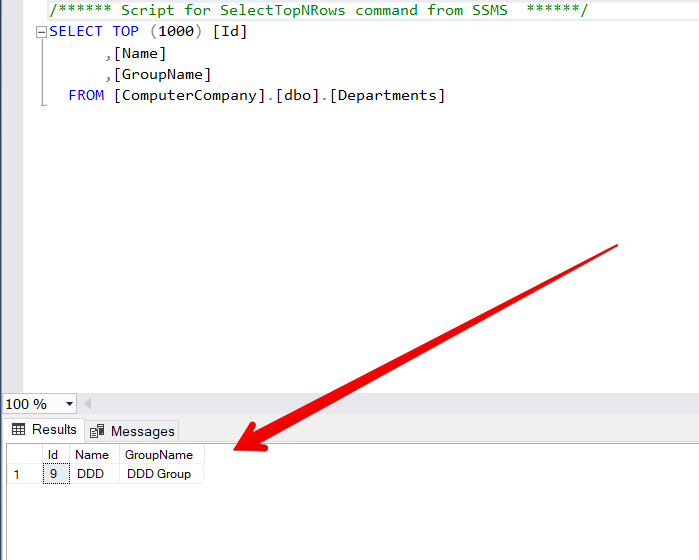 /****** Script for SelectTopNRows command from SSMS  ******/
SELECT TOP (1000) [Id]
      ,[Name]
      ,[GroupName]
  FROM [ComputerCompany].[dbo].[Departments]
100 %
Results Messages
Id Name GroupName
1 9 DDD DDD Group